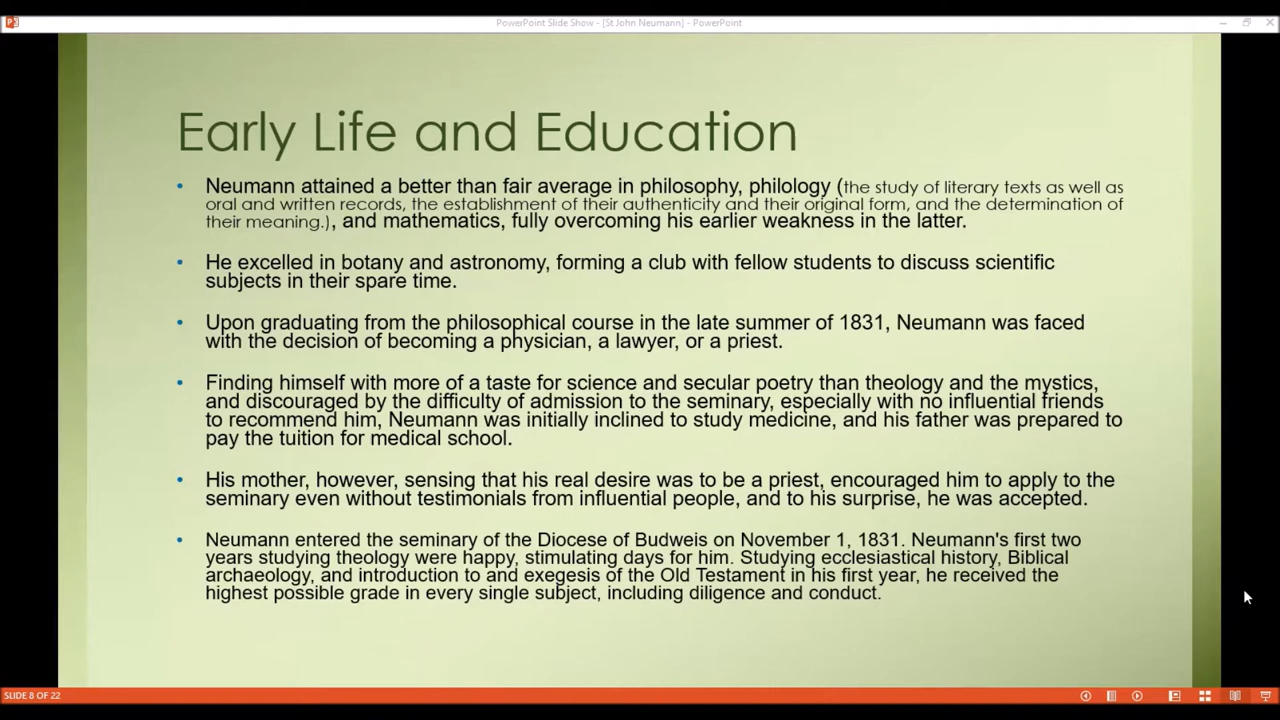 PowerPoint Slide Show - [St John Neumann] - PowerPoint
Early Life and Education
• Neumann attained a better than fair average in philosophy, philology (the study of literary texts as well as
oral and written records, the establishment of their authenticity and their original form, and the determination of
their meaning.), and mathematics, fully overcoming his earlier weakness in the latter.
• He excelled in botany and astronomy, forming a club with fellow students to discuss scientific
subjects in their spare time.
• Upon graduating from the philosophical course in the late summer of 1831, Neumann was faced
with the decision of becoming a physician, a lawyer, or a priest.
• Finding himself with more of a taste for science and secular poetry than theology and the mystics,
and discouraged by the difficulty of admission to the seminary, especially with no influential friends
to recommend him, Neumann was initially inclined to study medicine, and his father was prepared to
pay the tuition for medical school.
• His mother, however, sensing that his real desire was to be a priest, encouraged him to apply to the
seminary even without testimonials from influential people, and to his surprise, he was accepted.
• Neumann entered the seminary of the Diocese of Budweis on November 1, 1831. Neumann's first two
years studying theology were happy, stimulating days for him. Studying ecclesiastical history, Biblical
archaeology, and introduction to and exegesis of the Old Testament in his first year, he received the
highest possible grade in every single subject, including diligence and conduct.
SLIDE 8 OF 22